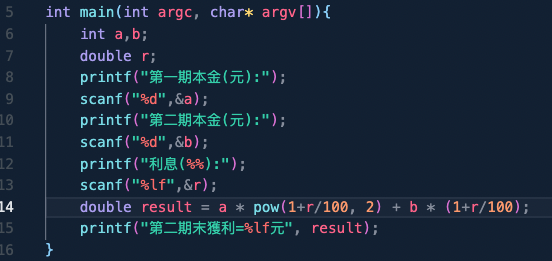 5 int main(int argc, char* argv[]){
6 int a,b;
7 double r;
8 printf("第一期本金(元):");
9 scanf("%d",&a);
10 printf("第二期本金(元):");
11 scanf("%d",&b);
12 printf("利息(%%):");
13 scanf("%lf",&r);
14 double result = a * pow(1+r/100, 2) + b * (1+r/100);
15 printf("第二期末獲利=%lf元", result);
16 }